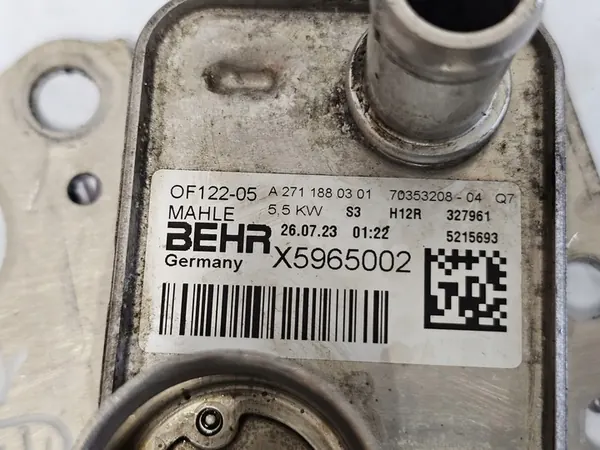 OF122-05 A 271 188 03 01 70353208-04 Q7
MAHLE 5.5 KW S3 H12R 327961
BEHR 26.07.23 01:22 5215693
Germany X5965002